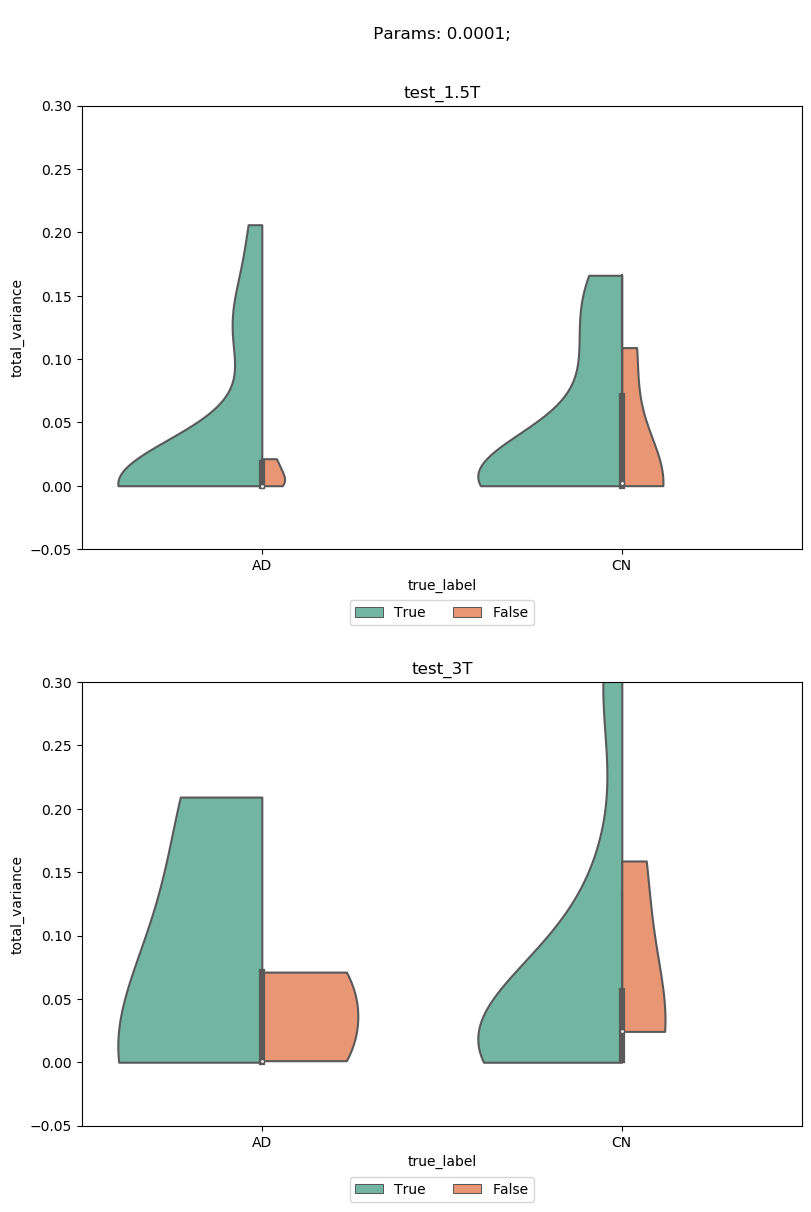 Params: 0.0001;
test_1.5T
0.30
0.25
0.20
0.15
0.10
0.05
0.00
−0.05
total_variance
AD CN
true_label
True False
test_3T
0.30
0.25
0.20
0.15
0.10
0.05
0.00
−0.05
total_variance
AD CN
true_label
True False